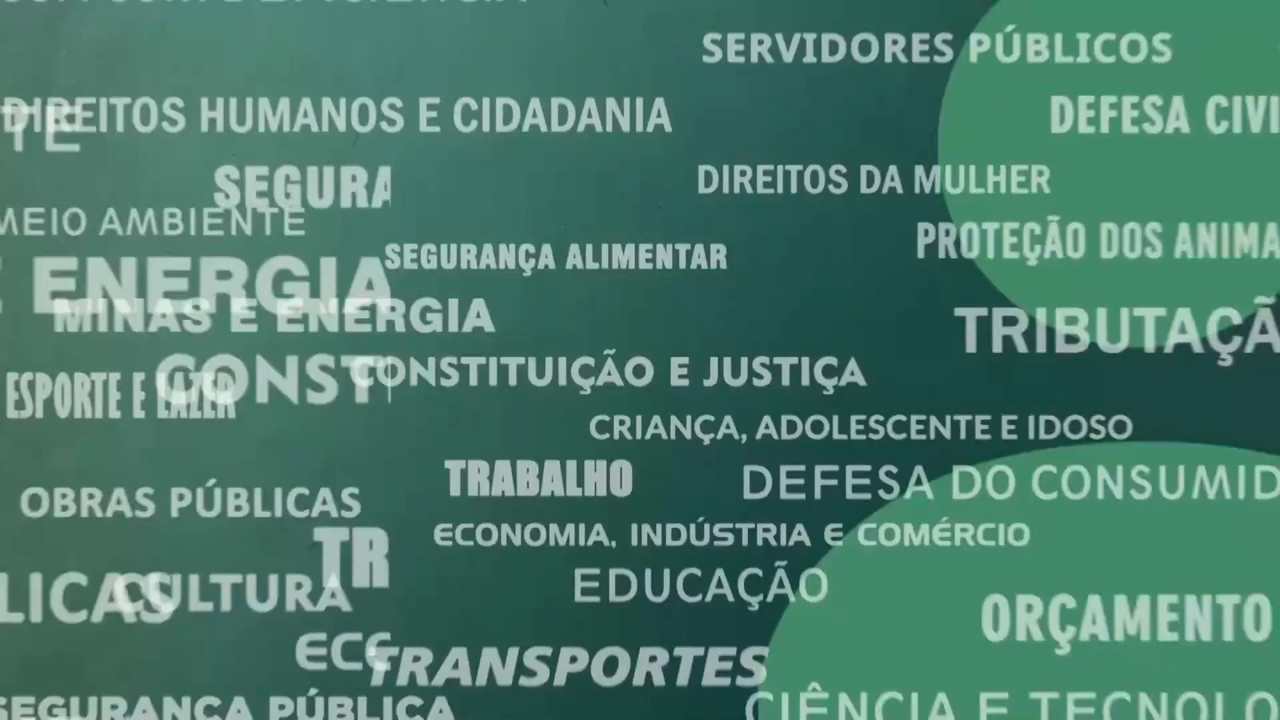 SERVIDORES PÚBLICOS
DIREITOS HUMANOS E CIDADANIA
TE
DEFESA CIVI
SEGURA
DIREITOS DA MULHER
MEIO AMBIENTE
PROTEÇÃO DOS ANIMA
SEGURANÇA ALIMENTAR
E ENERGIA
MINAS E ENERGIA
TRIBUTAÇÃ
CONST
CONSTITUIÇÃO E JUSTIÇA
ESPORTE E LAZER
CRIANÇA, ADOLESCENTE E IDOSO
TRABALHO
DEFESA DO CONSUMID
OBRAS PÚBLICAS
ECONOMIA, INDÚSTRIA E COMÉRCIO
TR
EDUCAÇÃO
LICAS
CULTURA
ORÇAMENTO
ECO
TRANSPORTES
SEGURANÇA PÚBLICA
CIÊNCIA E TECNOLO